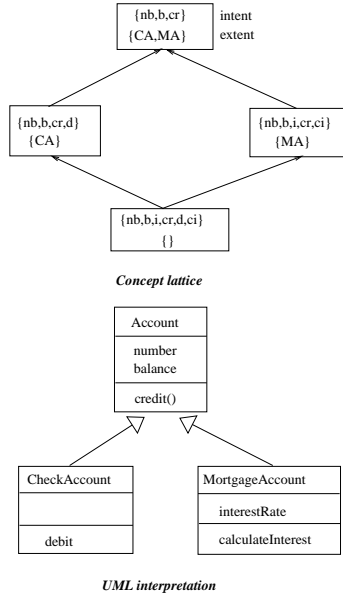 {nb,b,cr} intent
{CA,MA} extent
{nb,b,cr,d}
{CA}
{nb,b,i,cr,ci}
{MA}
{nb,b,i,cr,d,ci}
{}
Concept lattice
Account
number
balance
credit()
CheckAccount
debit
MortgageAccount
interestRate
calculateInterest
UML interpretation